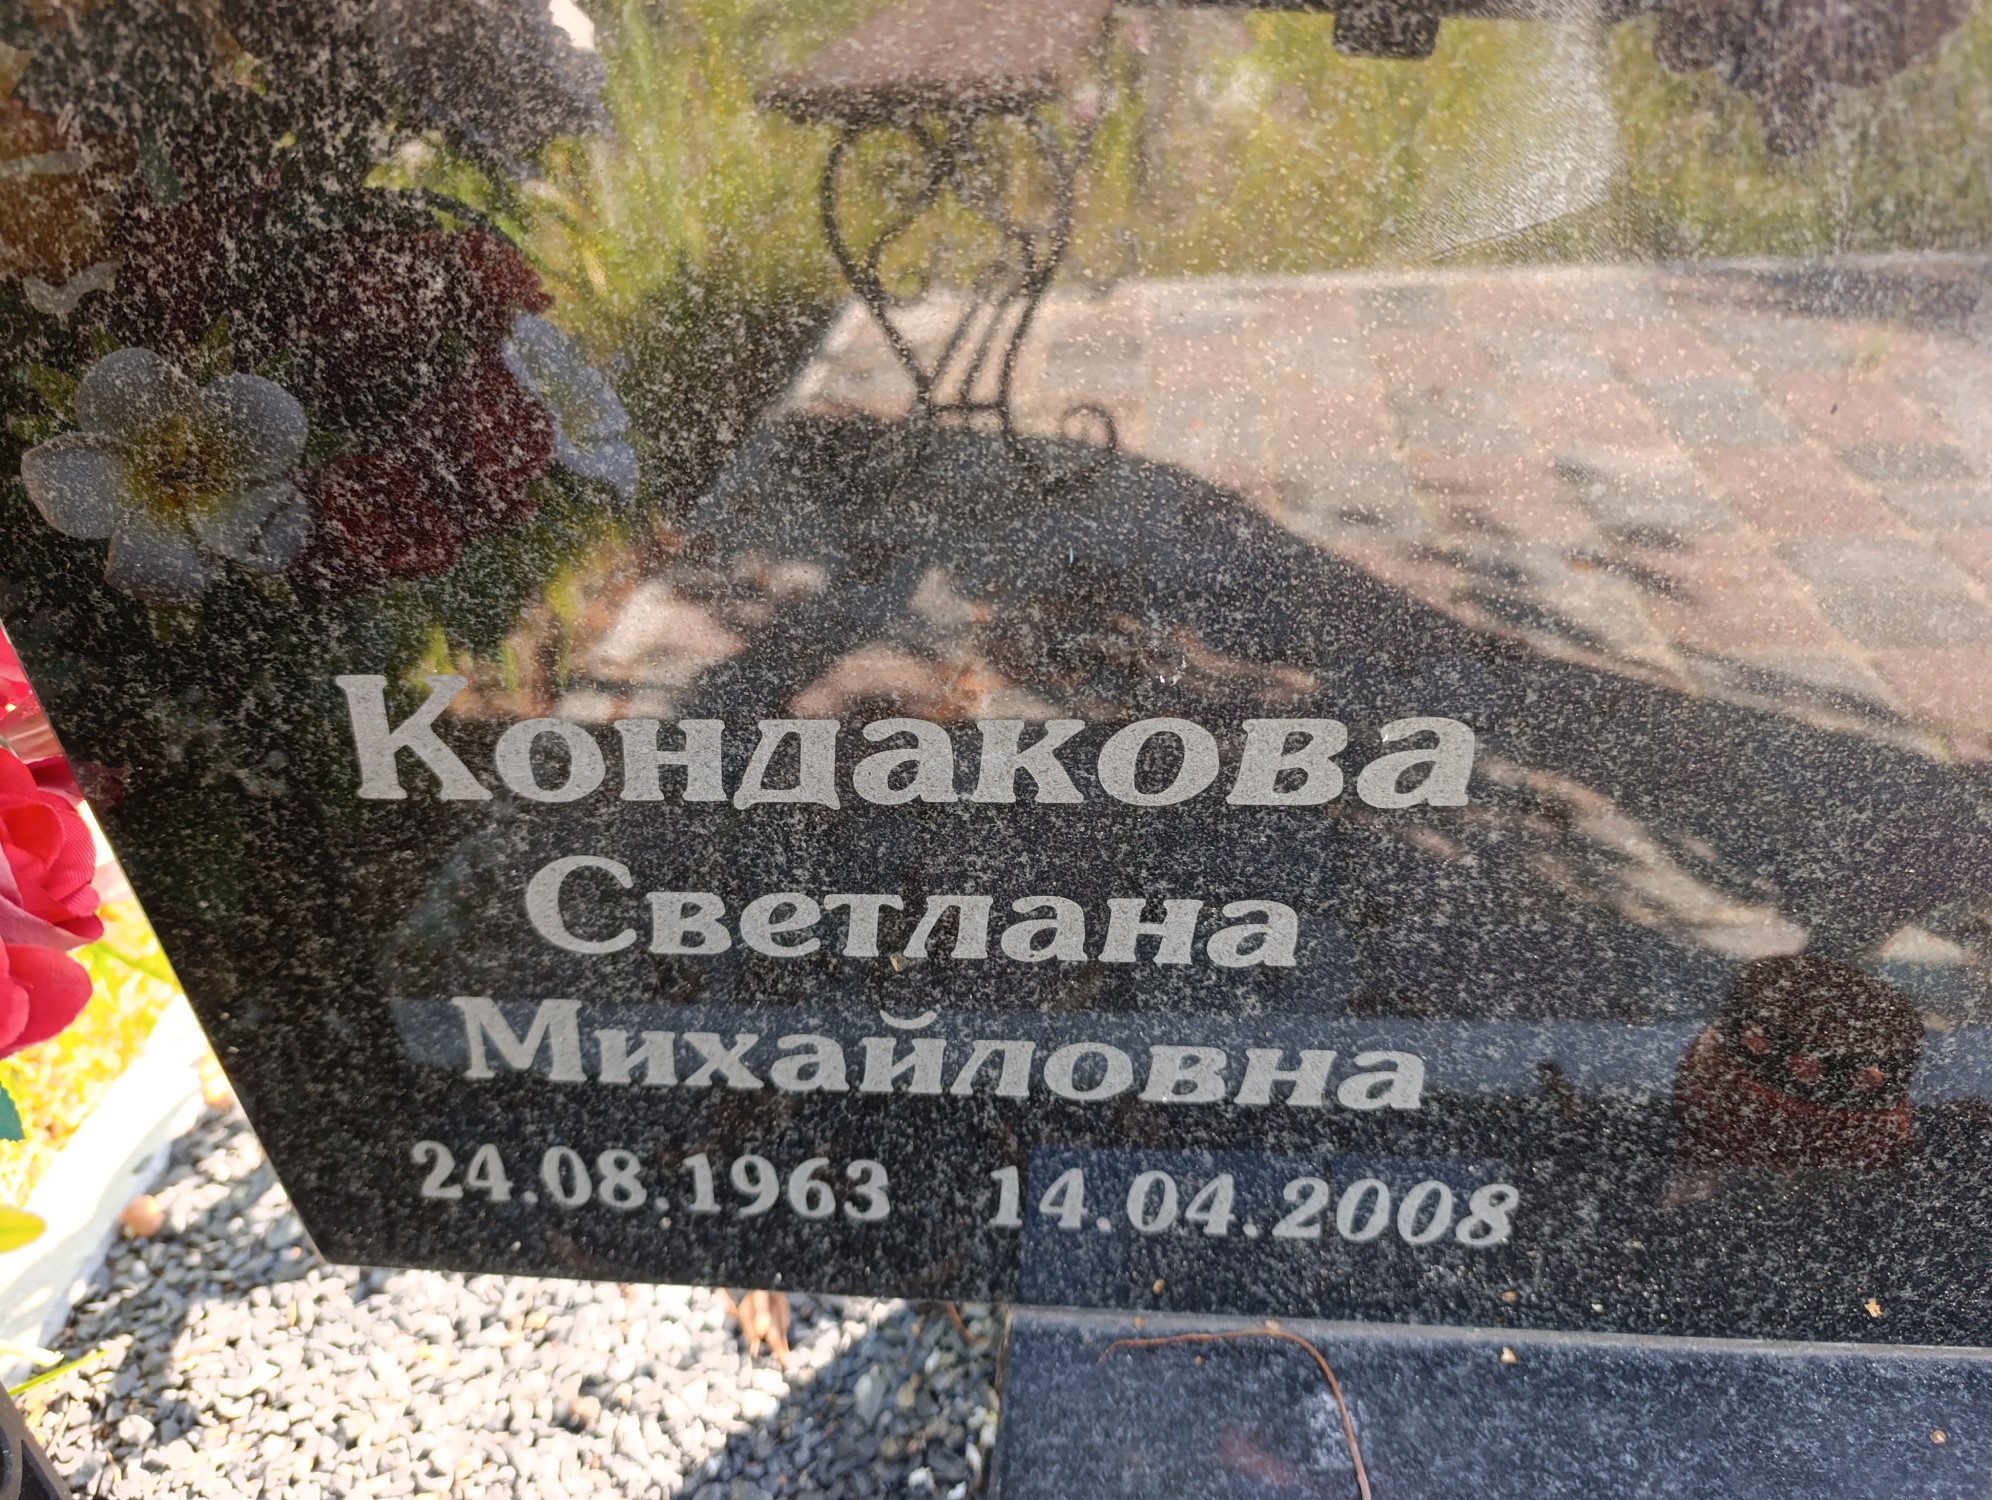 Кондакова
Светлана
Михайловна
24.08.1963 14.04.2008